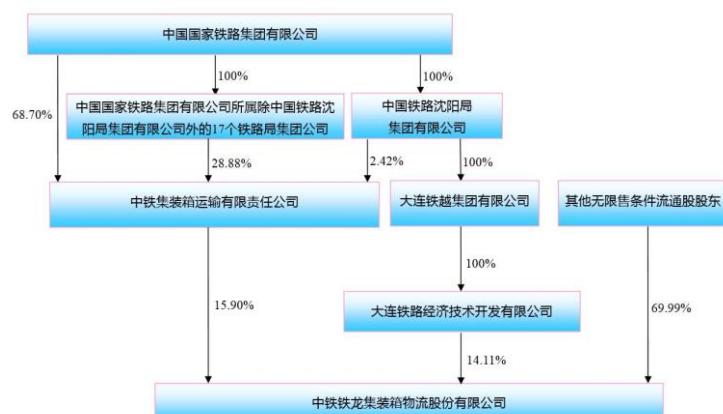 中国国家铁路集团有限公司
100%
100%
68.70%
中国国家铁路集团有限公司所属除中国铁路沈
阳局集团有限公司外的17个铁路局集团公司
中国铁路沈阳局
集团有限公司
28.88%
2.42%
100%
中铁集装箱运输有限责任公司
大连铁越集团有限公司
其他无限售条件流通股股东
100%
15.90%
大连铁路经济技术开发有限公司
69.99%
14.11%
中铁铁龙集装箱物流股份有限公司